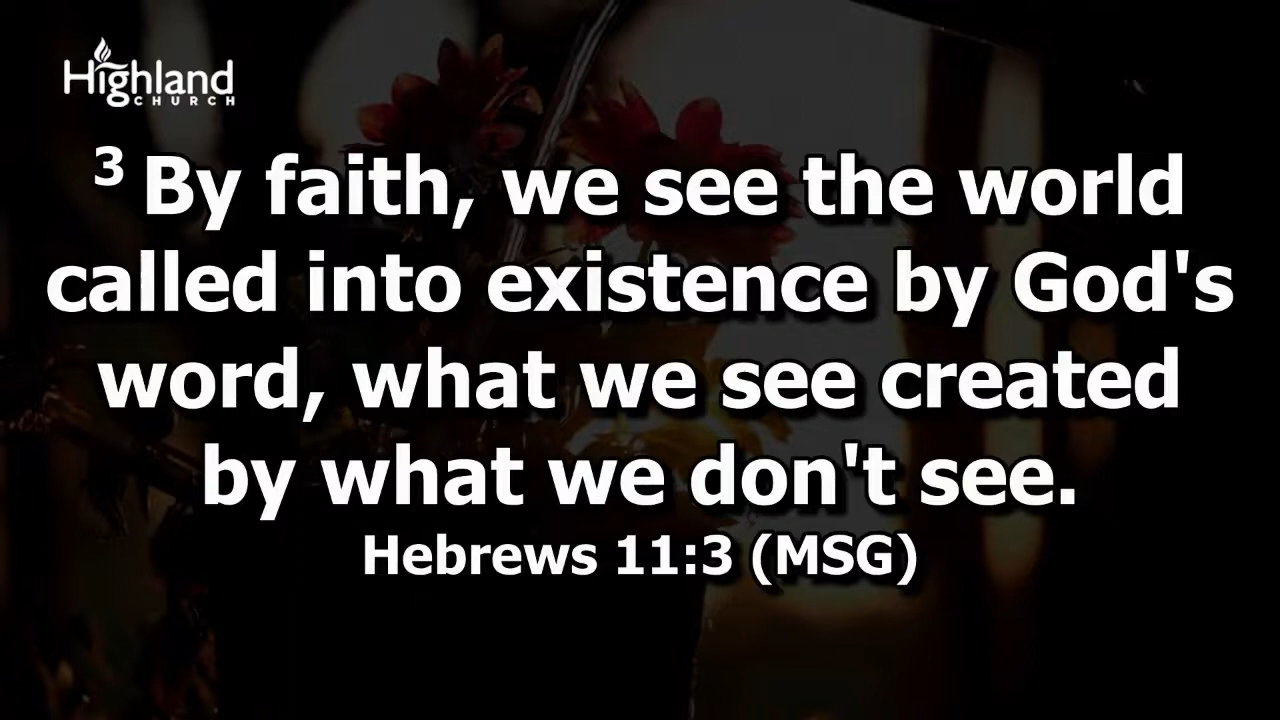 Highland
CHURCH
3 By faith, we see the world
called into existence by God's
word, what we see created
by what we don't see.
Hebrews 11:3 (MSG)